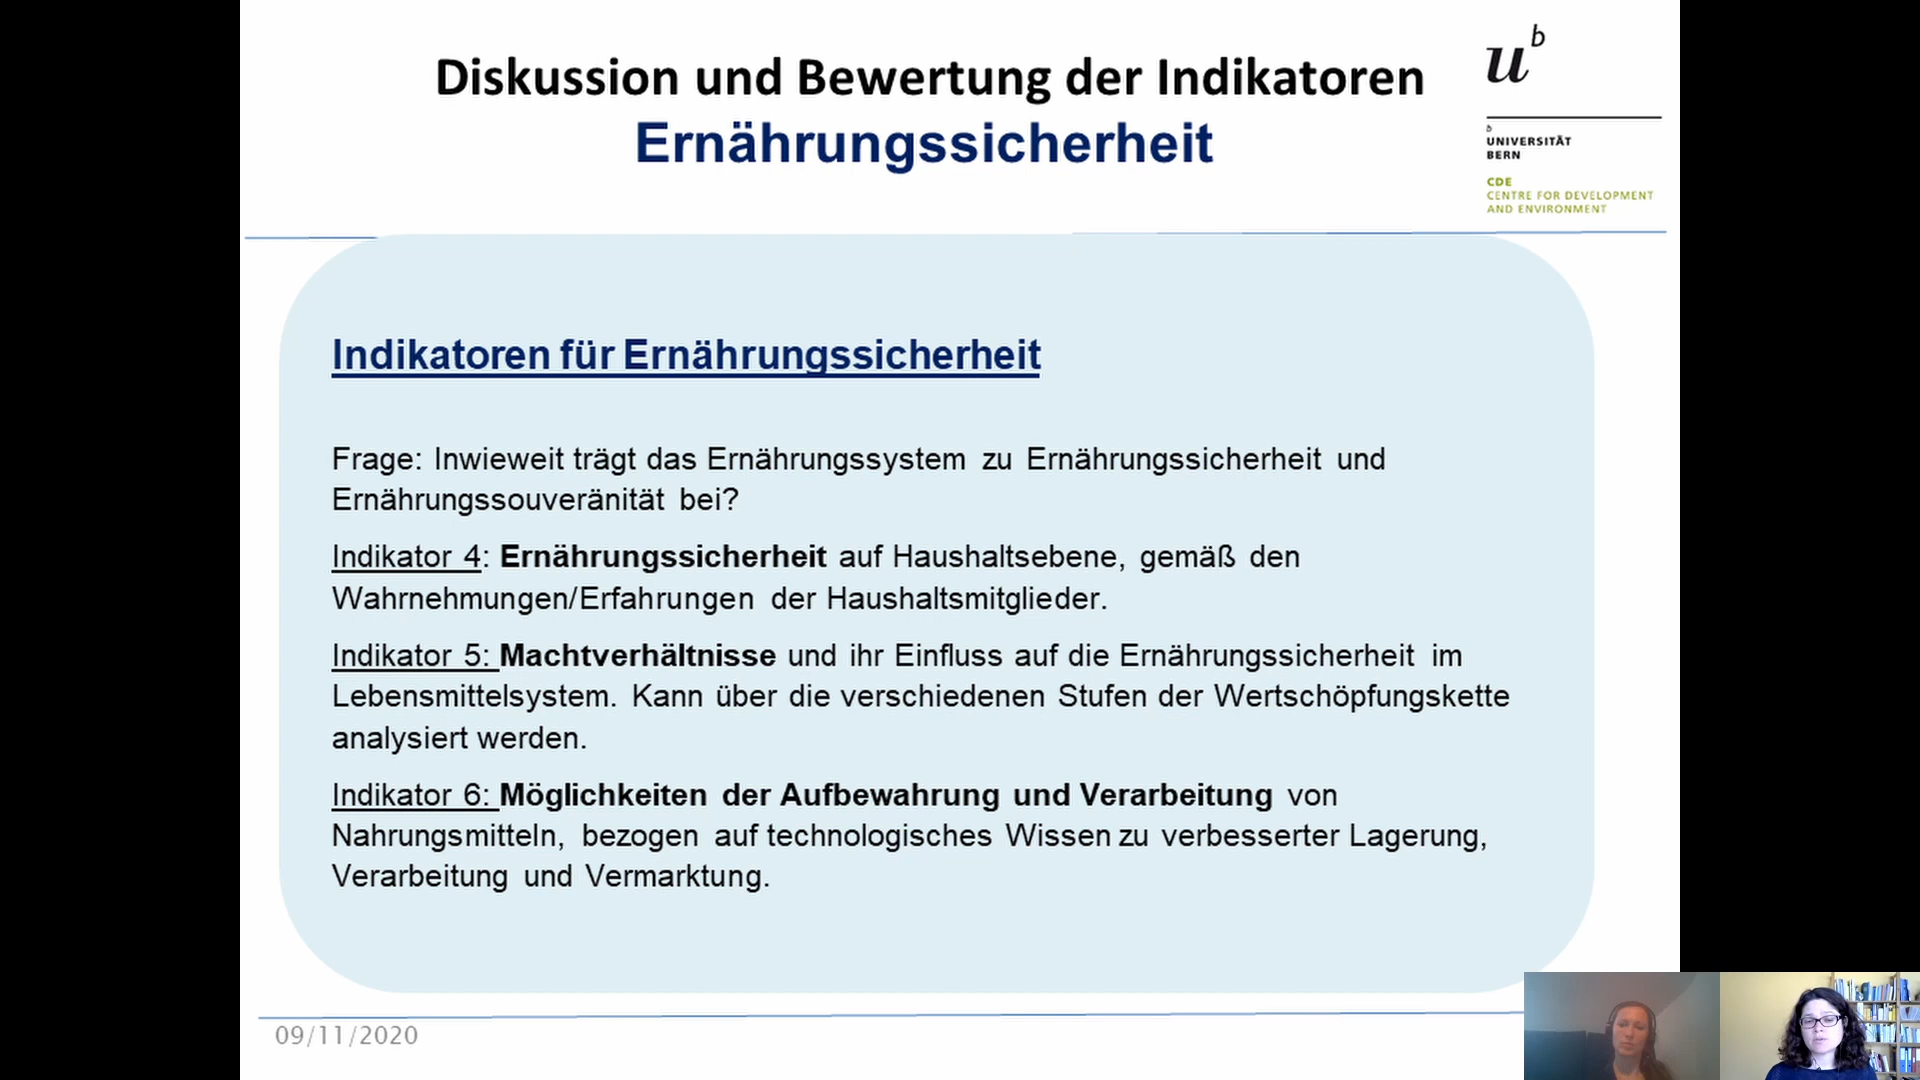 Diskussion und Bewertung der Indikatoren
Ernährungssicherheit
u^b
b
UNIVERSITÄT
BERN
CDE
CENTRE FOR DEVELOPMENT
AND ENVIRONMENT
Indikatoren für Ernährungssicherheit
Frage: Inwieweit trägt das Ernährungssystem zu Ernährungssicherheit und
Ernährungssouveränität bei?
Indikator 4: Ernährungssicherheit auf Haushaltsebene, gemäß den
Wahrnehmungen/Erfahrungen der Haushaltsmitglieder.
Indikator 5: Machtverhältnisse und ihr Einfluss auf die Ernährungssicherheit im
Lebensmittelsystem. Kann über die verschiedenen Stufen der Wertschöpfungskette
analysiert werden.
Indikator 6: Möglichkeiten der Aufbewahrung und Verarbeitung von
Nahrungsmitteln, bezogen auf technologisches Wissen zu verbesserter Lagerung,
Verarbeitung und Vermarktung.
09/11/2020